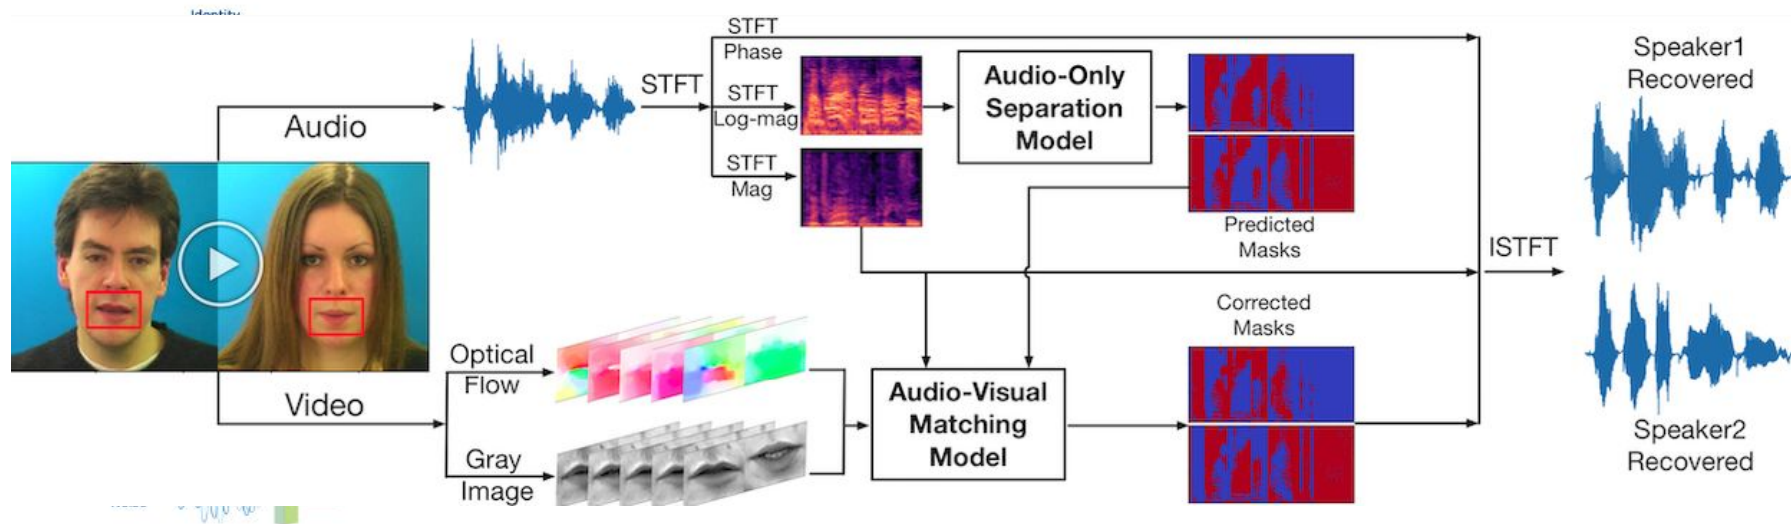 Identity
Audio
STFT
STFT
Phase
STFT
Log-mag
STFT
Mag
Audio-Only
Separation
Model
Predicted
Masks
Speaker1
Recovered
ISTFT
Optical
Flow
Video
Gray
Image
Audio-Visual
Matching
Model
Corrected
Masks
Speaker2
Recovered